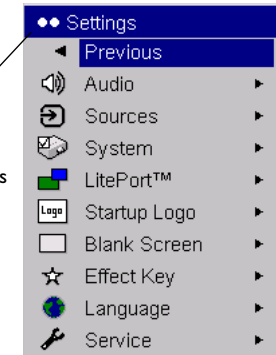 Settings
Previous
Audio
Sources
System
s
LitePort™
Logo Startup Logo
Blank Screen
Effect Key
Language
Service